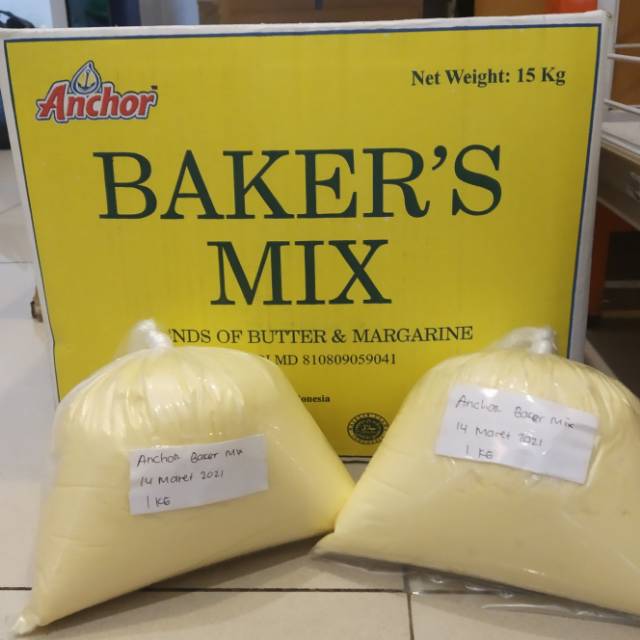 Anchor
Net Weight: 15 Kg
BAKER'S
MIX
NDS OF BUTTER & MARGARINE
MD 810809059041
onesia
Anchor Baker Mix
14 Maret 2021
1 KG
Anchor Baker Mix
14 Maret 2021
1 KG